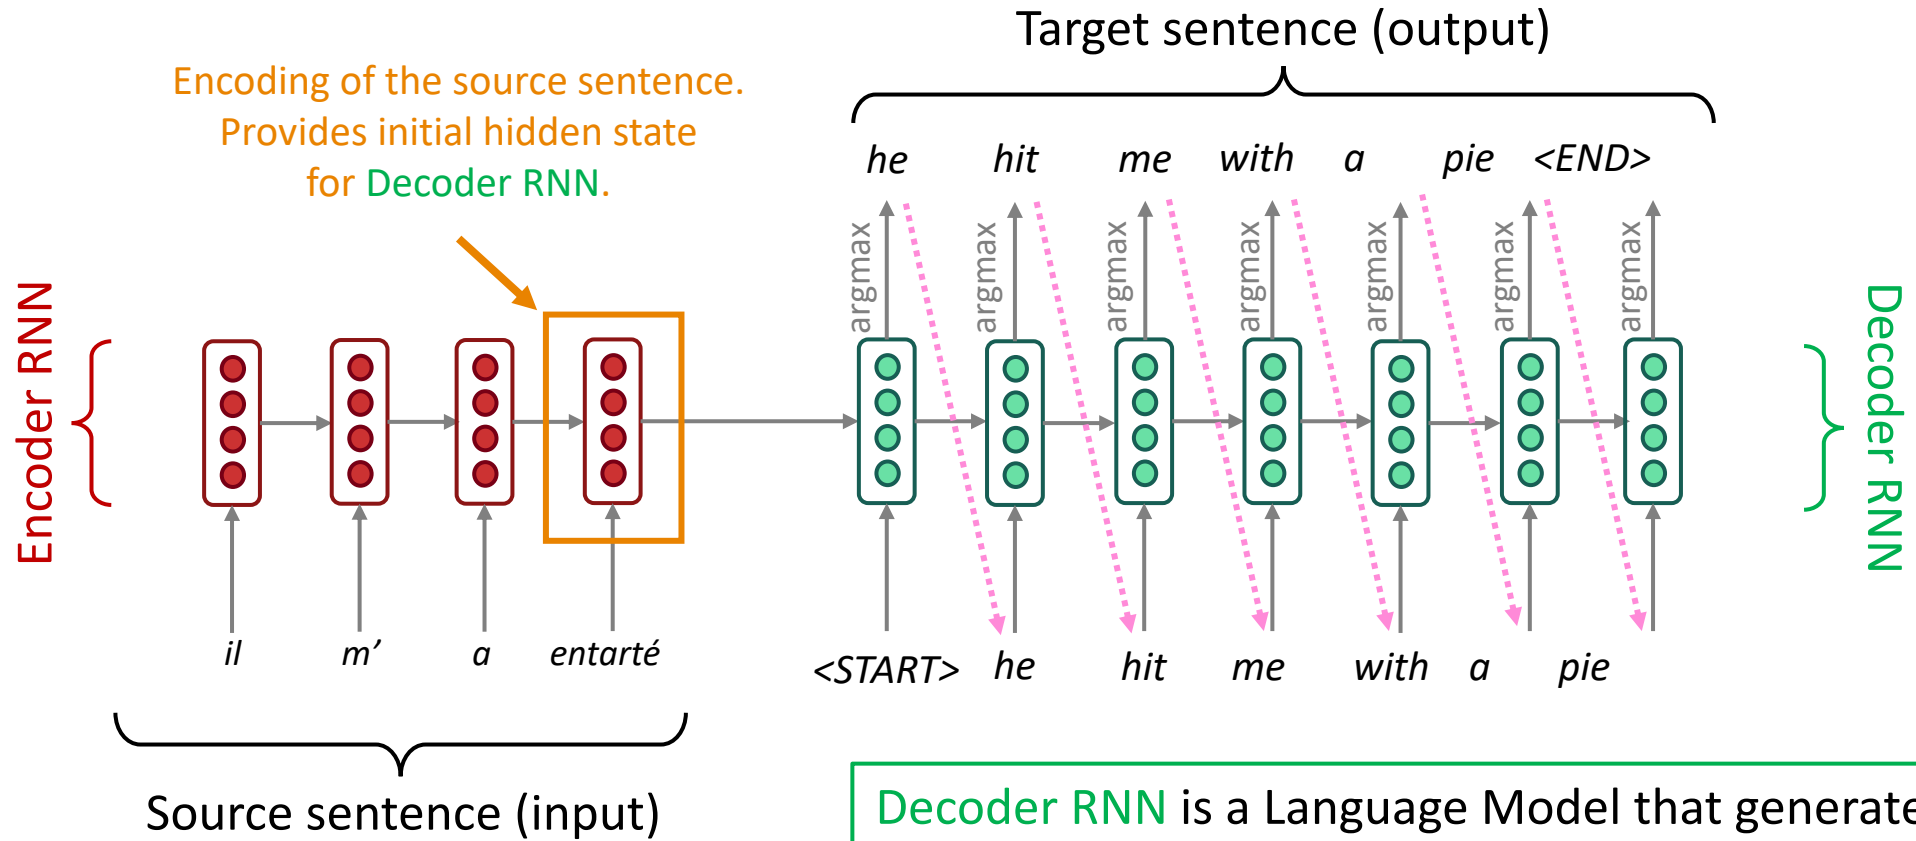 Target sentence (output)
Encoding of the source sentence.
Provides initial hidden state
for Decoder RNN.
he hit me with a pie <END>
argmax argmax argmax argmax argmax argmax argmax
Encoder RNN
Decoder RNN
il m’ a entarté
<START> he hit me with a pie
Source sentence (input)
Decoder RNN is a Language Model that generate